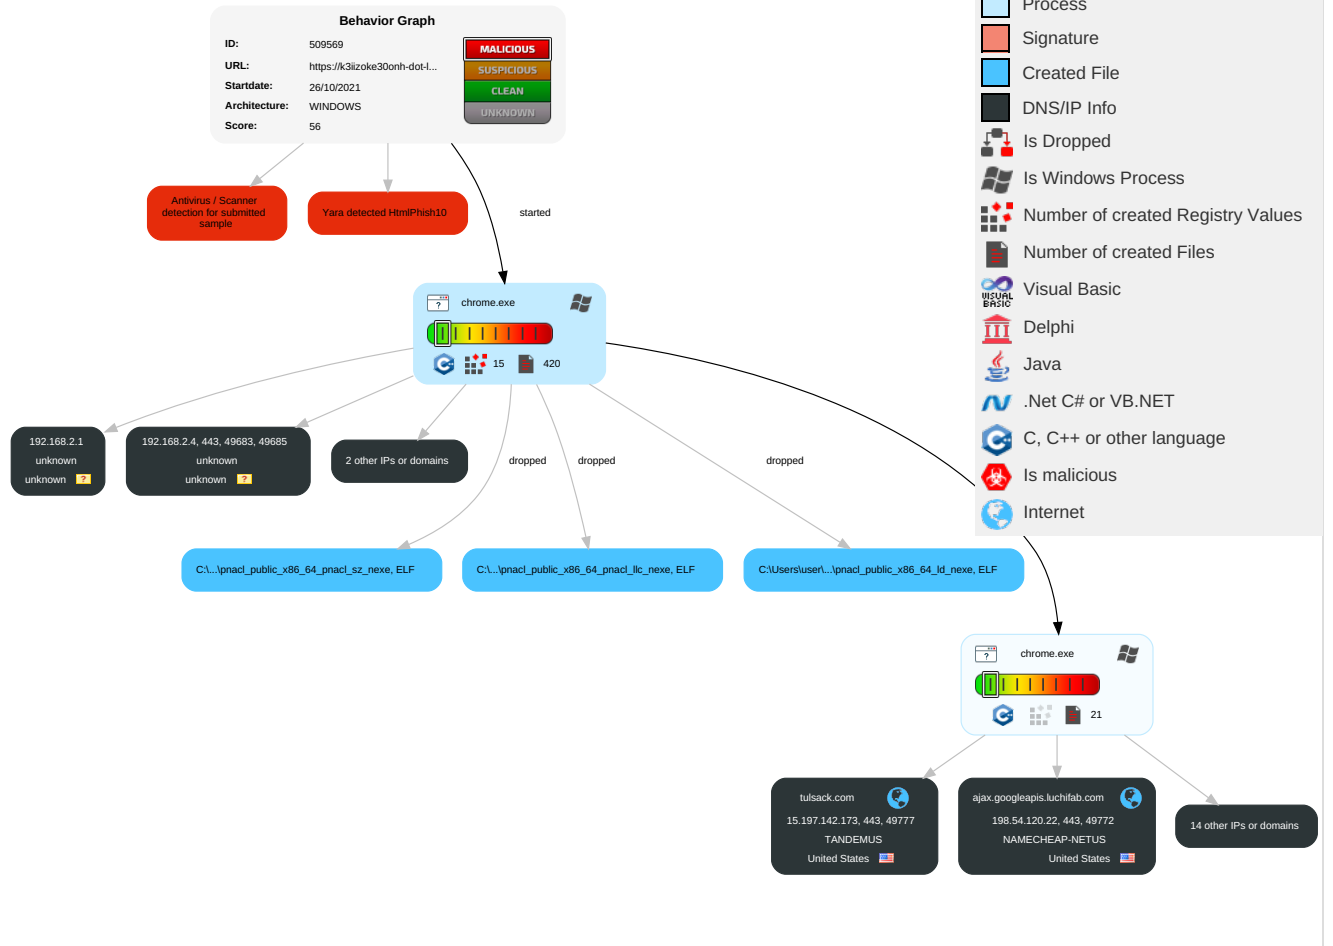 Behavior Graph
ID: 509569
URL: https://k3iizoke30onh-dot-l...
Startdate: 26/10/2021
Architecture: WINDOWS
Score: 56
MALICIOUS
SUSPICIOUS
CLEAN
UNKNOWN
Process
Signature
Created File
DNS/IP Info
Is Dropped
Is Windows Process
Number of created Registry Values
Number of created Files
Visual Basic
Delphi
Java
.Net C# or VB.NET
C, C++ or other language
Is malicious
Internet
VISUAL
BASIC
Antivirus / Scanner
detection for submitted
sample
Yara detected HtmlPhish10
started
chrome.exe
15 420
192.168.2.1
unknown
unknown
192.168.2.4, 443, 49683, 49685
unknown
unknown
2 other IPs or domains
dropped
dropped
dropped
C:\...\pnacl_public_x86_64_pnacl_sz_nexe, ELF
C:\...\pnacl_public_x86_64_pnacl_llc_nexe, ELF
C:\Users\user\...\pnacl_public_x86_64_ld_nexe, ELF
chrome.exe
21
tulsack.com
15.197.142.173, 443, 49777
TANDEMUS
United States
ajax.googleapis.luchifab.com
198.54.120.22, 443, 49772
NAMECHEAP-NETUS
United States
14 other IPs or domains